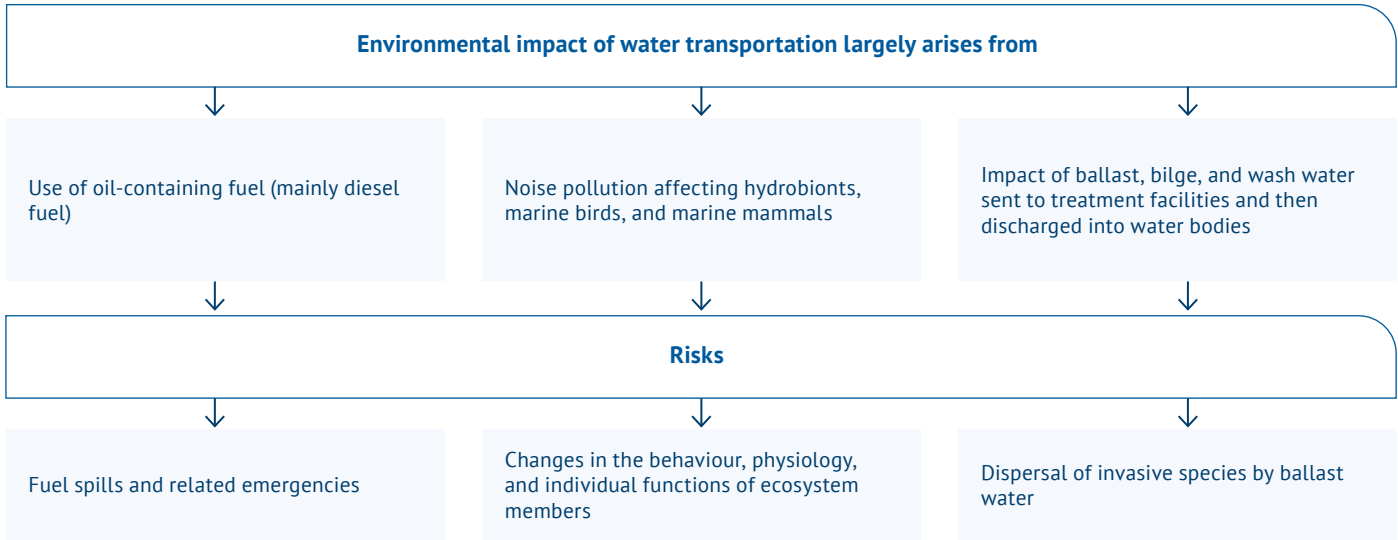 Environmental impact of water transportation largely arises from
Use of oil-containing fuel (mainly diesel
fuel)
Noise pollution affecting hydrobionts,
marine birds, and marine mammals
Impact of ballast, bilge, and wash water
sent to treatment facilities and then
discharged into water bodies
Risks
Fuel spills and related emergencies
Changes in the behaviour, physiology,
and individual functions of ecosystem
members
Dispersal of invasive species by ballast
water